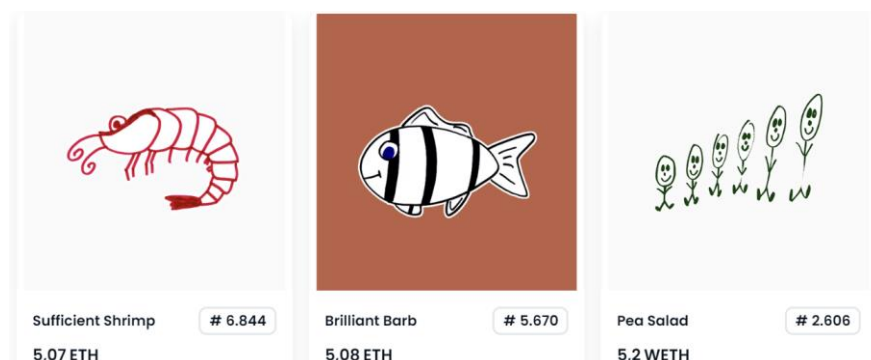 Sufficient Shrimp # 6.844
5.07 ETH
Brilliant Barb # 5.670
5.08 ETH
Pea Salad # 2.606
5.2 WETH